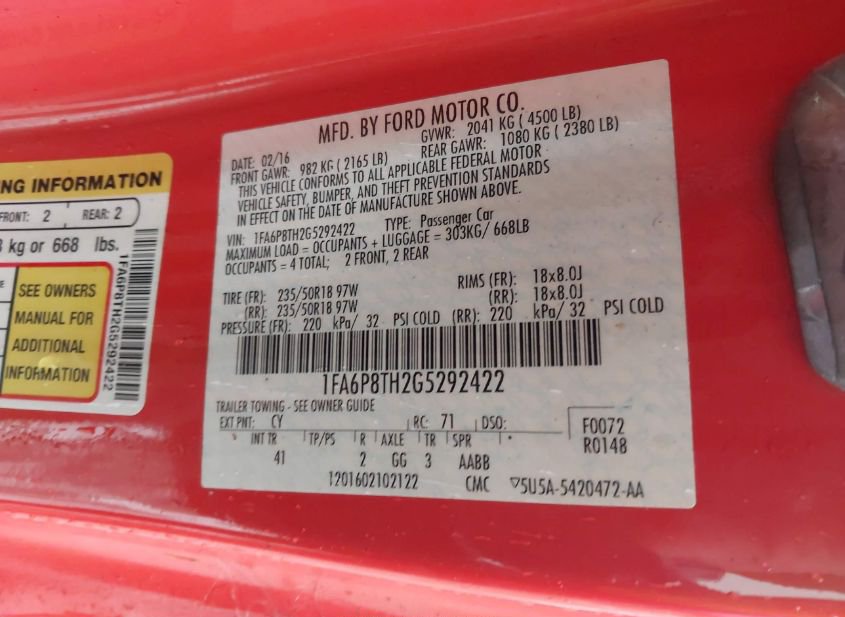 NG INFORMATION
FRONT: 2 REAR: 2
kg or 668 lbs.
SEE OWNERS
MANUAL FOR
ADDITIONAL
INFORMATION
1FA6P8TH2G5292422
MFD. BY FORD MOTOR CO.
DATE: 02/16 GVWR: 2041 KG ( 4500 LB)
FRONT GAWR: 982 KG ( 2165 LB) REAR GAWR: 1080 KG ( 2380 LB)
THIS VEHICLE CONFORMS TO ALL APPLICABLE FEDERAL MOTOR
VEHICLE SAFETY, BUMPER, AND THEFT PREVENTION STANDARDS
IN EFFECT ON THE DATE OF MANUFACTURE SHOWN ABOVE.
VIN: 1FA6P8TH2G5292422 TYPE: Passenger Car
MAXIMUM LOAD = OCCUPANTS + LUGGAGE = 303KG/ 668LB
OCCUPANTS = 4 TOTAL; 2 FRONT, 2 REAR
TIRE (FR): 235/50R18 97W RIMS (FR): 18x8.0J
(RR): 235/50R18 97W (RR): 18x8.0J
PRESSURE (FR): 220 kPa/ 32 PSI COLD (RR): 220 kPa/ 32 PSI COLD
1FA6P8TH2G5292422
TRAILER TOWING - SEE OWNER GUIDE
EXT PNT: CY RC: 71 DSO: F0072
R0148
INT TR TP/PS R AXLE TR SPR
41 2 GG 3 AABB
1201602102122 CMC ▽5U5A-5420472-AA